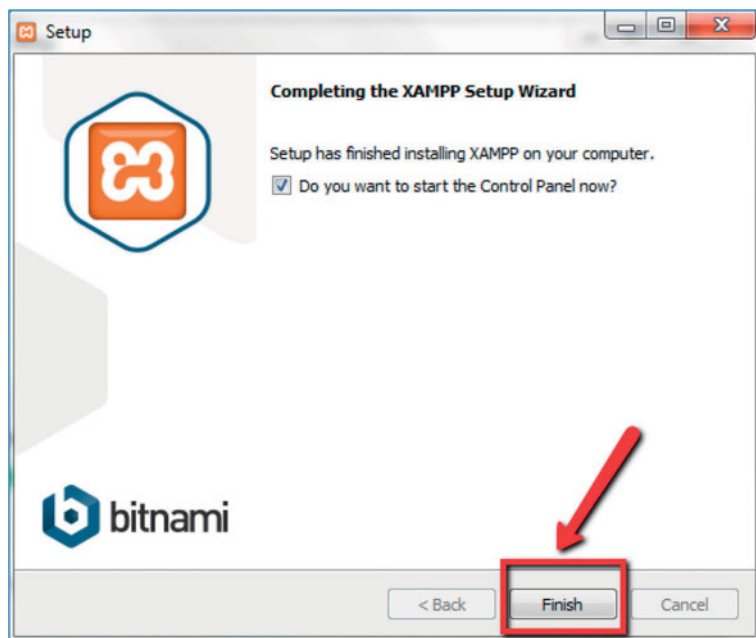 Setup
Completing the XAMPP Setup Wizard
Setup has finished installing XAMPP on your computer.
Do you want to start the Control Panel now?
bitnami
< Back
Finish
Cancel